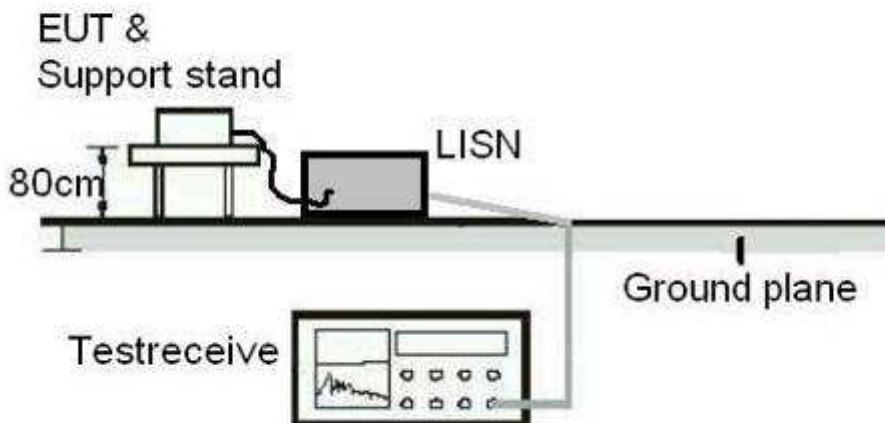 EUT &
Support stand
LISN
80cm
Ground plane
Testreceive